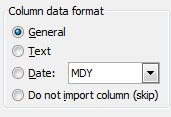 Column data format
General
Text
Date: MDY
Do not import column (skip)